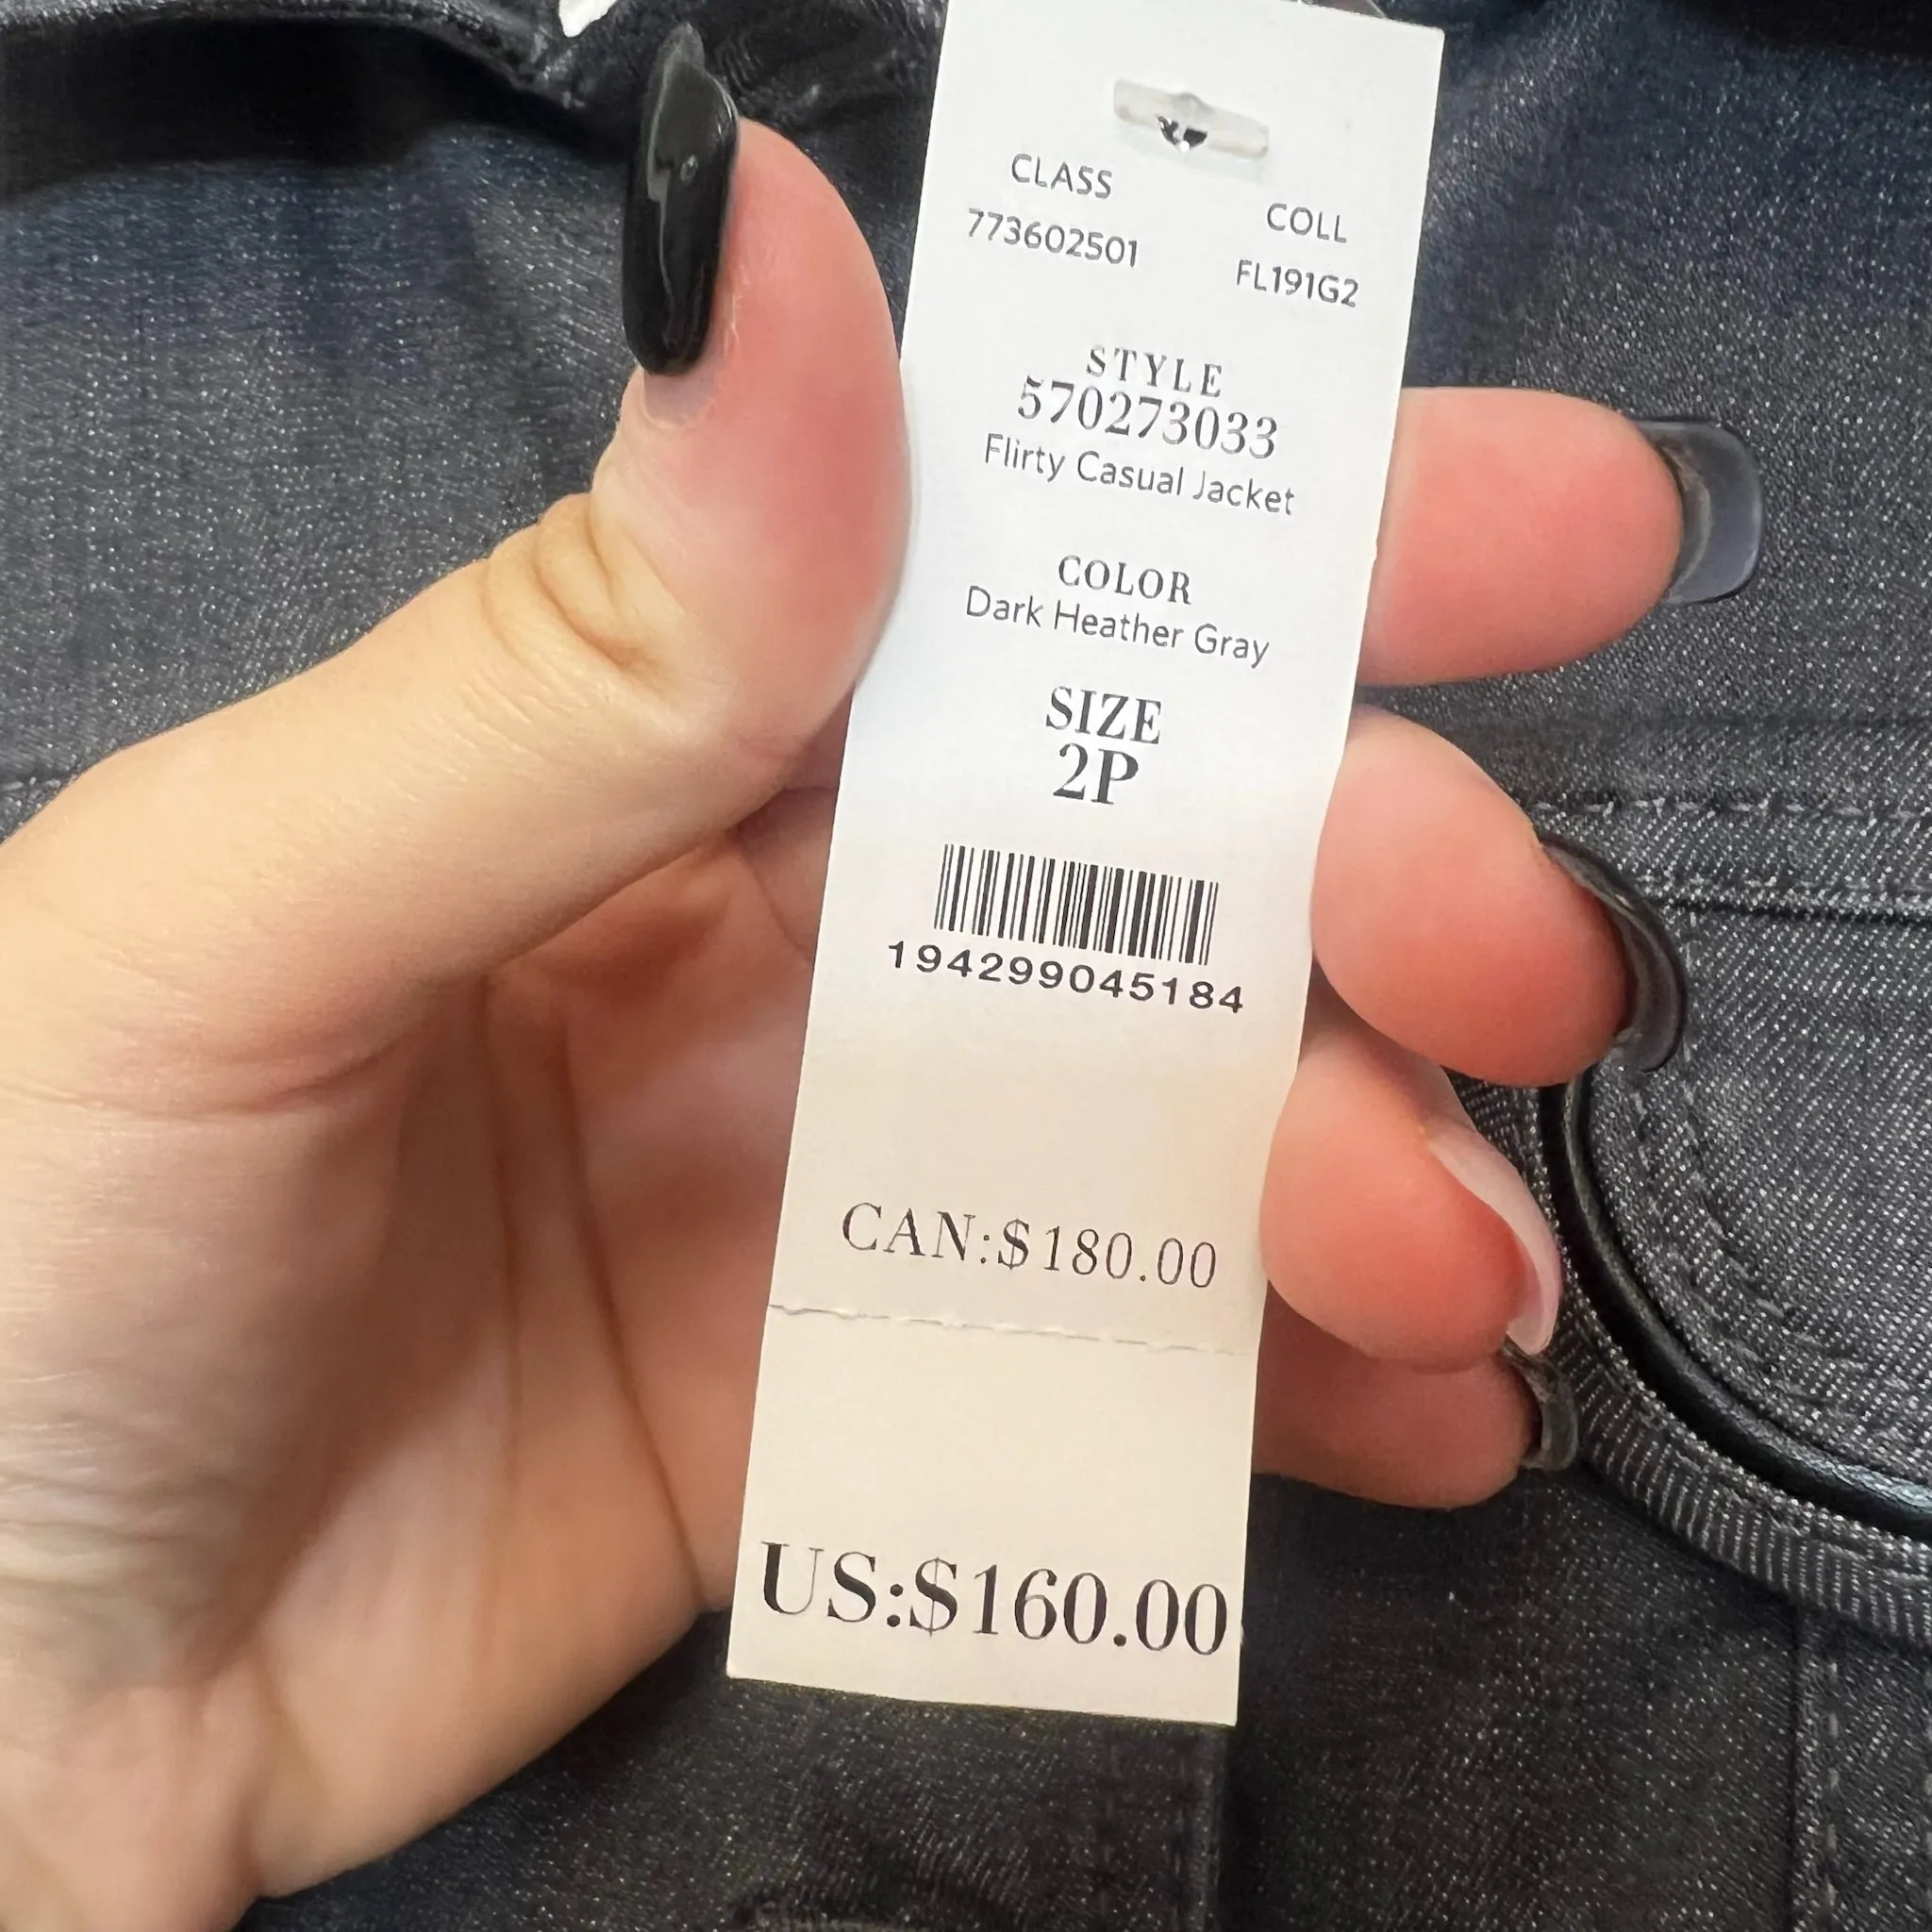 CLASS
773602501
COLL
FL191G2
STYLE
570273033
Flirty Casual Jacket
COLOR
Dark Heather Gray
SIZE
2P
194299045184
CAN:$180.00
US:$160.00